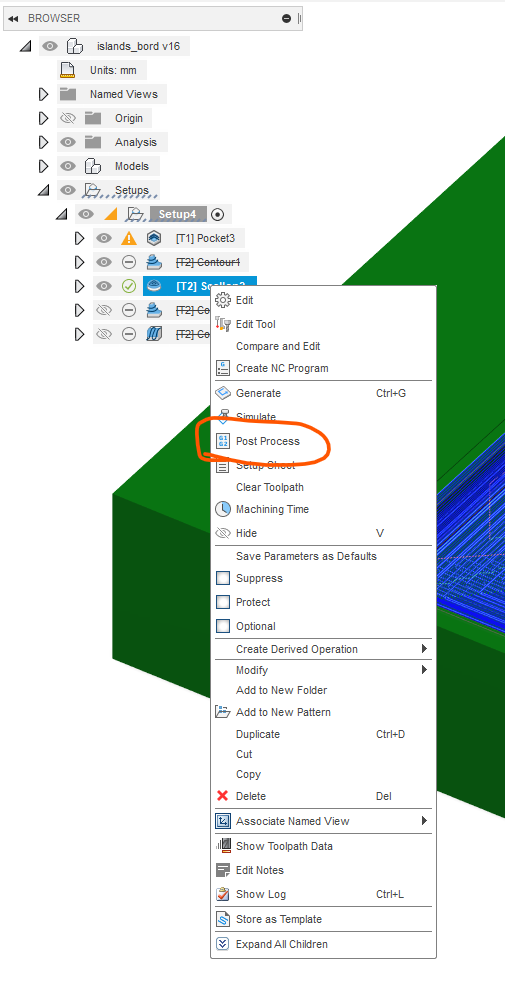 BROWSER
islands_bord v16
Units: mm
Named Views
Origin
Analysis
Models
Setups
Setup4
[T1] Pocket3
[T2] Contour1
[T2]
[T2] Co
[T2] Co
Edit
Edit Tool
Compare and Edit
Create NC Program
Generate Ctrl+G
Simulate
G1 G2 Post Process
Setup Sheet
Clear Toolpath
Machining Time
Hide V
Save Parameters as Defaults
Suppress
Protect
Optional
Create Derived Operation
Modify
Add to New Folder
Add to New Pattern
Duplicate Ctrl+D
Cut
Copy
Delete Del
Associate Named View
Show Toolpath Data
Edit Notes
Show Log Ctrl+L
Store as Template
Expand All Children